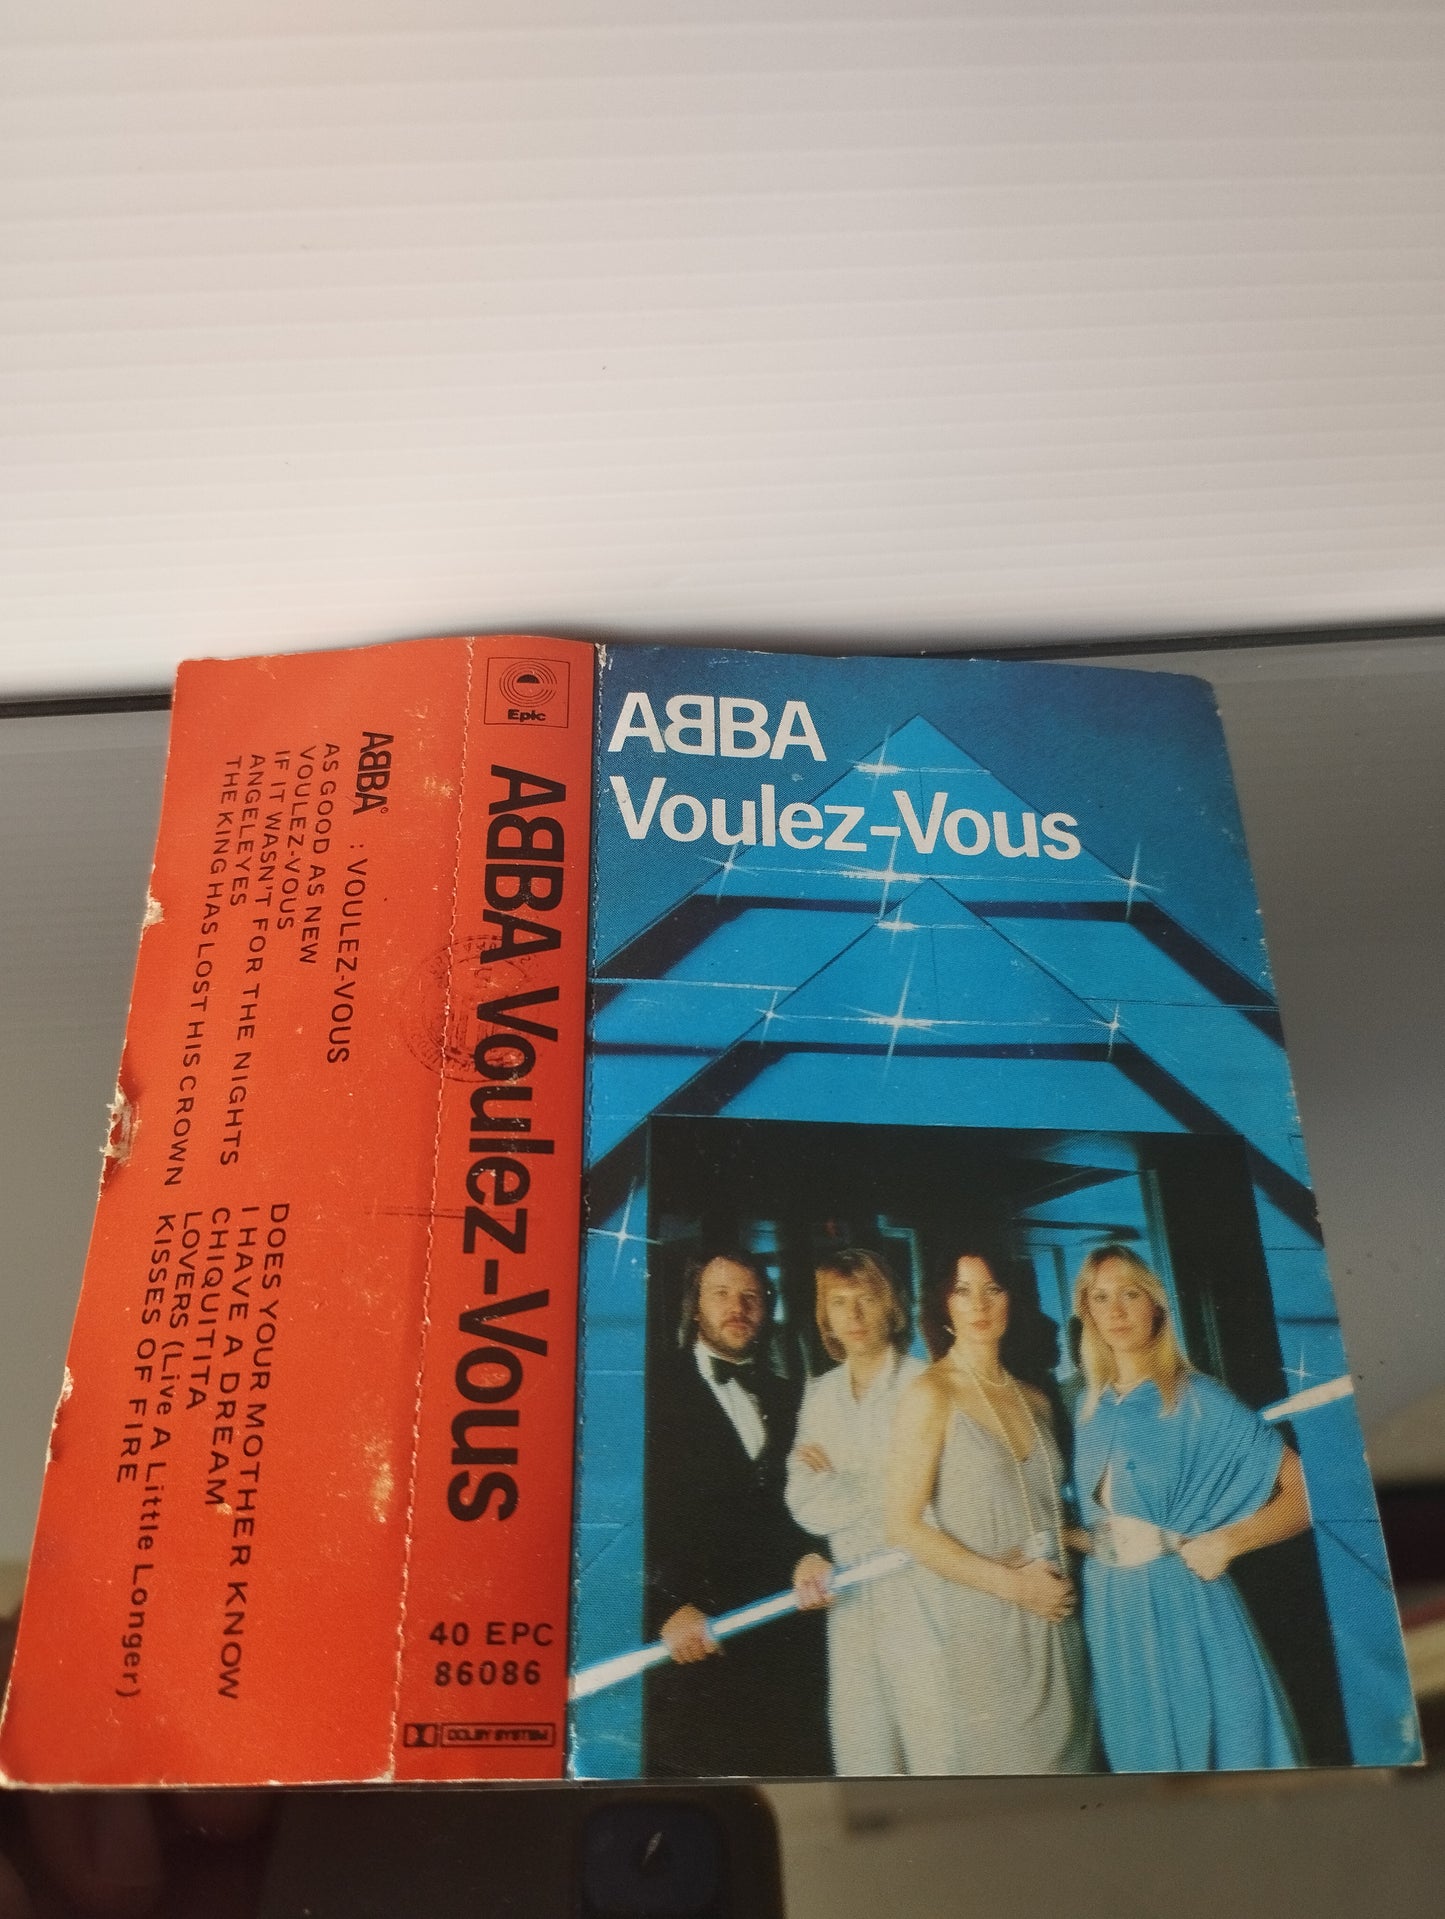 ABBA
Voulez-Vous
Epic
ABBA Voulez-Vous
40 EPC
86086
DOLBY SYSTEM
ABBA© : VOULEZ-VOUS
AS GOOD AS NEW
VOULEZ-VOUS
IF IT WASN'T FOR THE NIGHTS
ANGELEYES
THE KING HAS LOST HIS CROWN
DOES YOUR MOTHER KNOW
I HAVE A DREAM
CHIQUITITA
LOVERS (Live A Little Longer)
KISSES OF FIRE